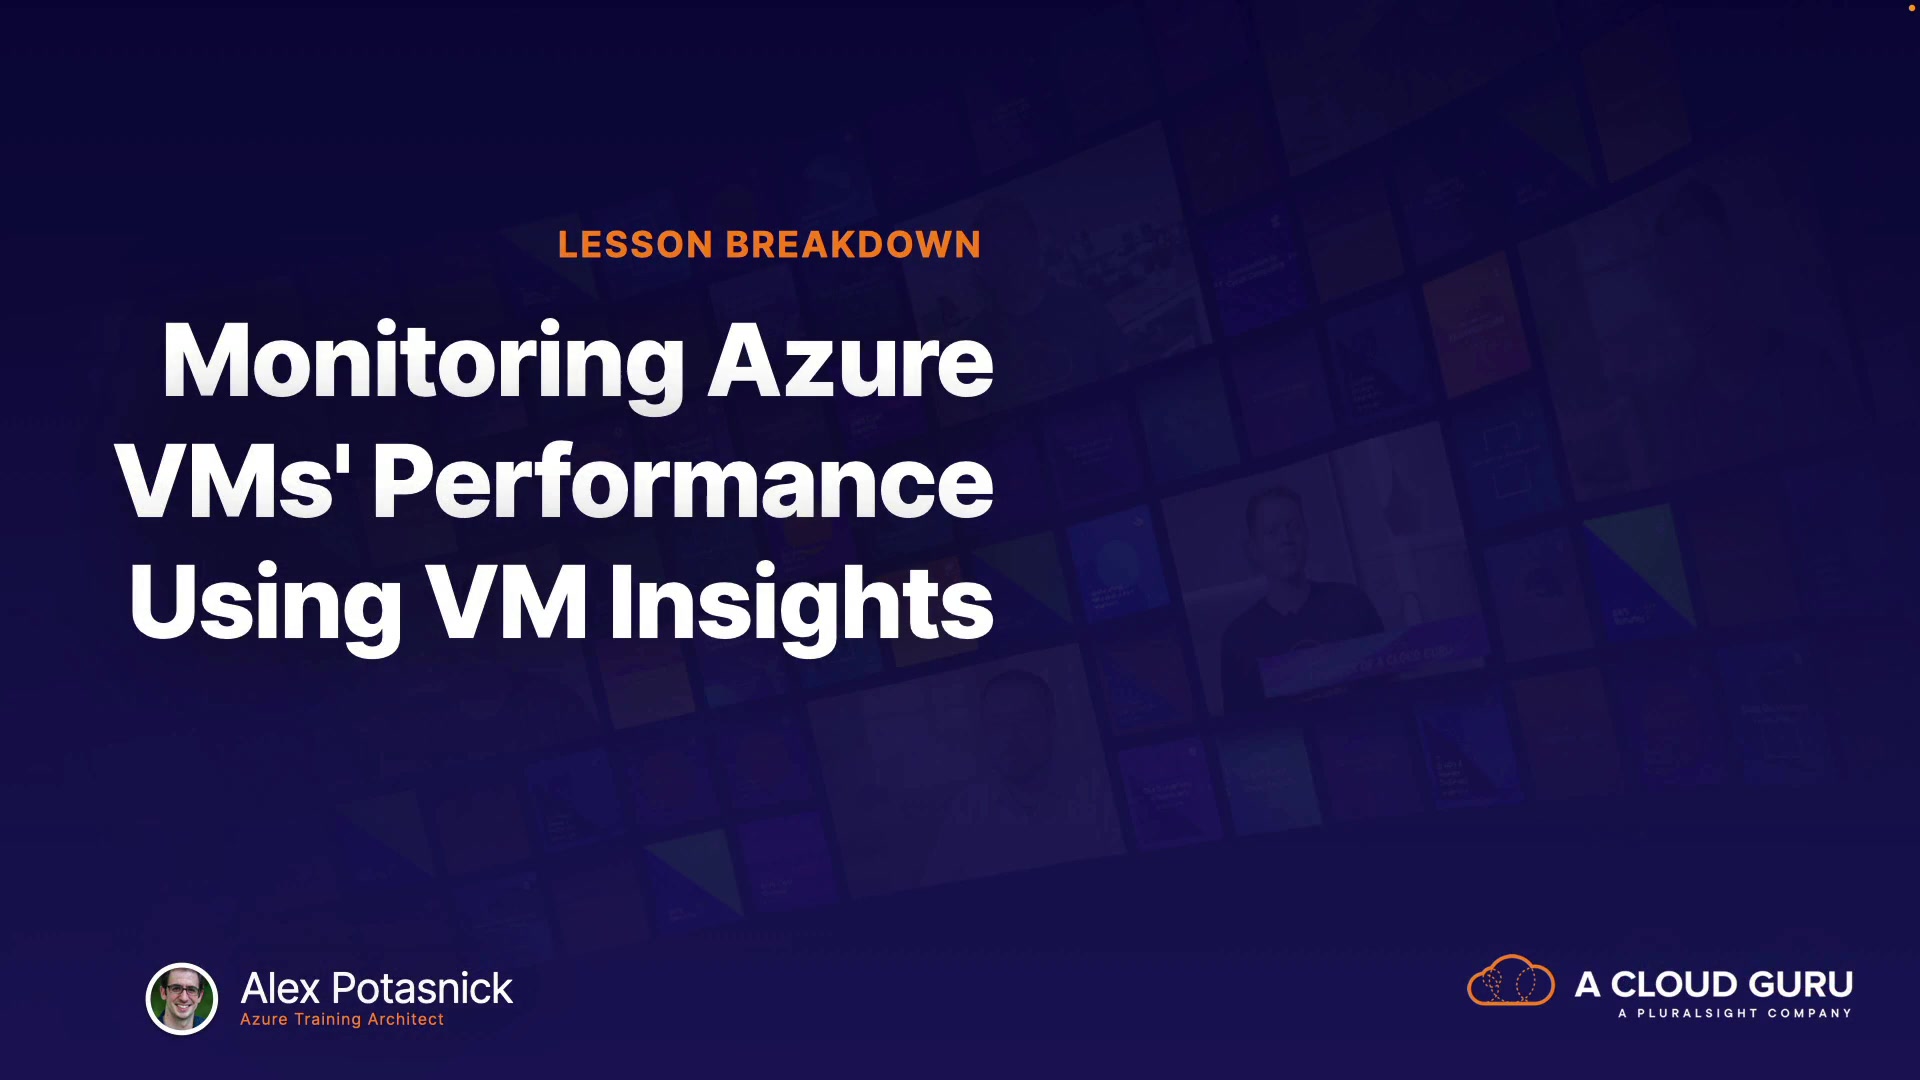 LESSON BREAKDOWN
Monitoring Azure
VMs' Performance
Using VM Insights
Alex Potasnick
Azure Training Architect
A CLOUD GURU
A PLURALSIGHT COMPANY